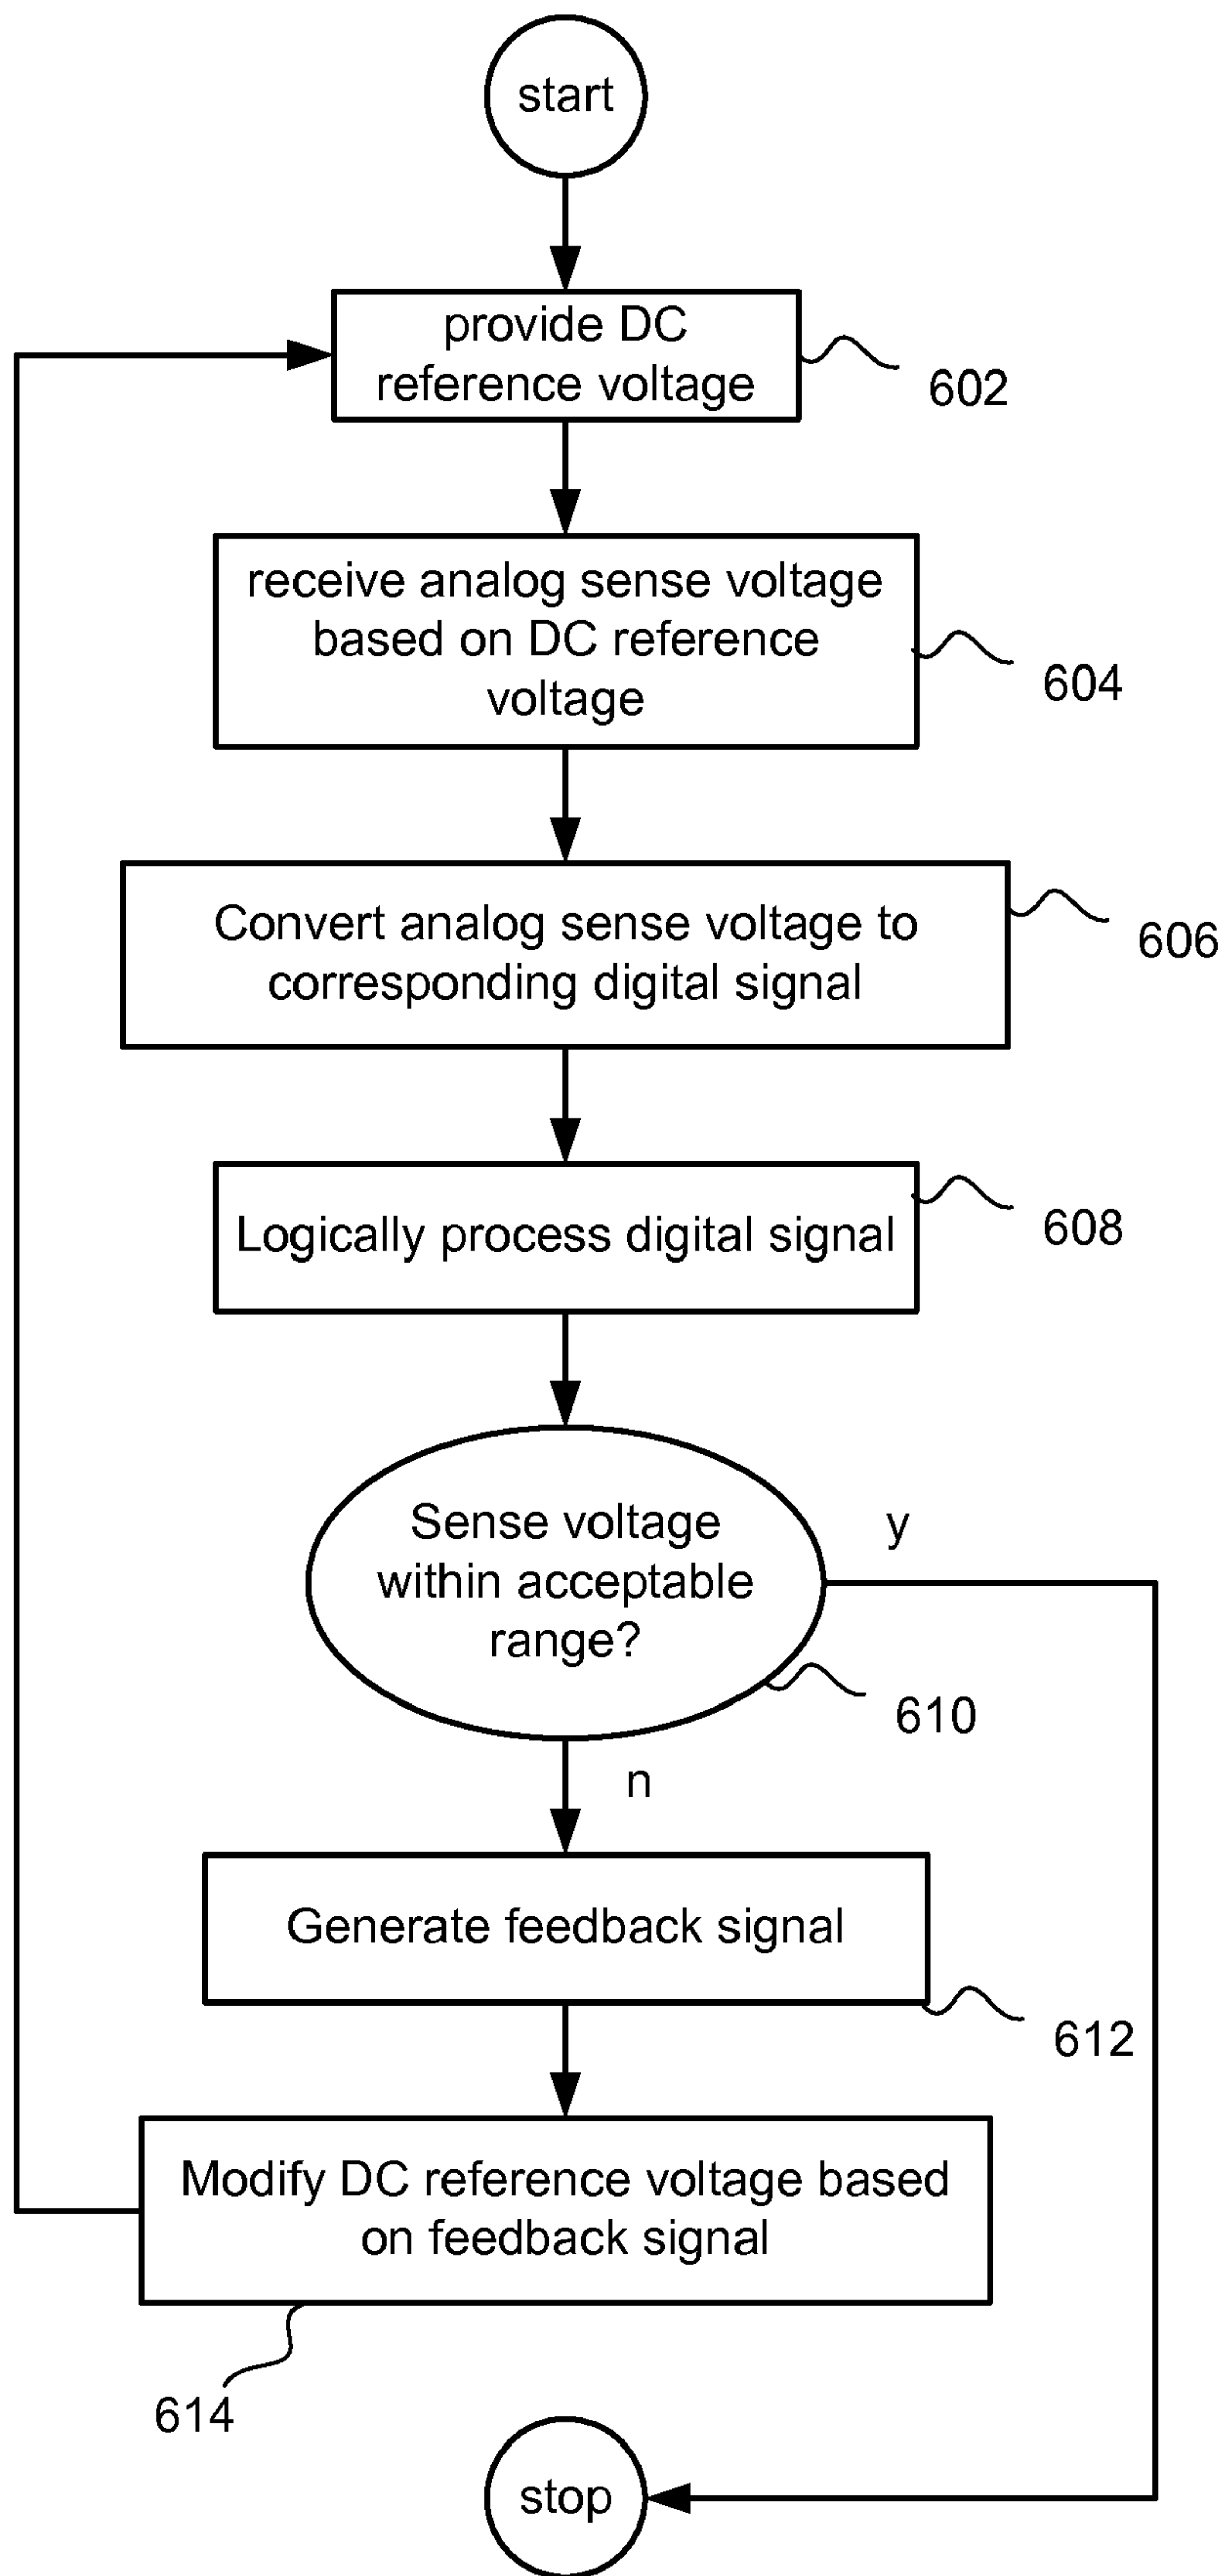 start
provide DC
reference voltage
602
receive analog sense voltage
based on DC reference
voltage
604
Convert analog sense voltage to
corresponding digital signal
606
Logically process digital signal
608
Sense voltage
within acceptable
range?
y
610
n
Generate feedback signal
612
Modify DC reference voltage based
on feedback signal
614
stop